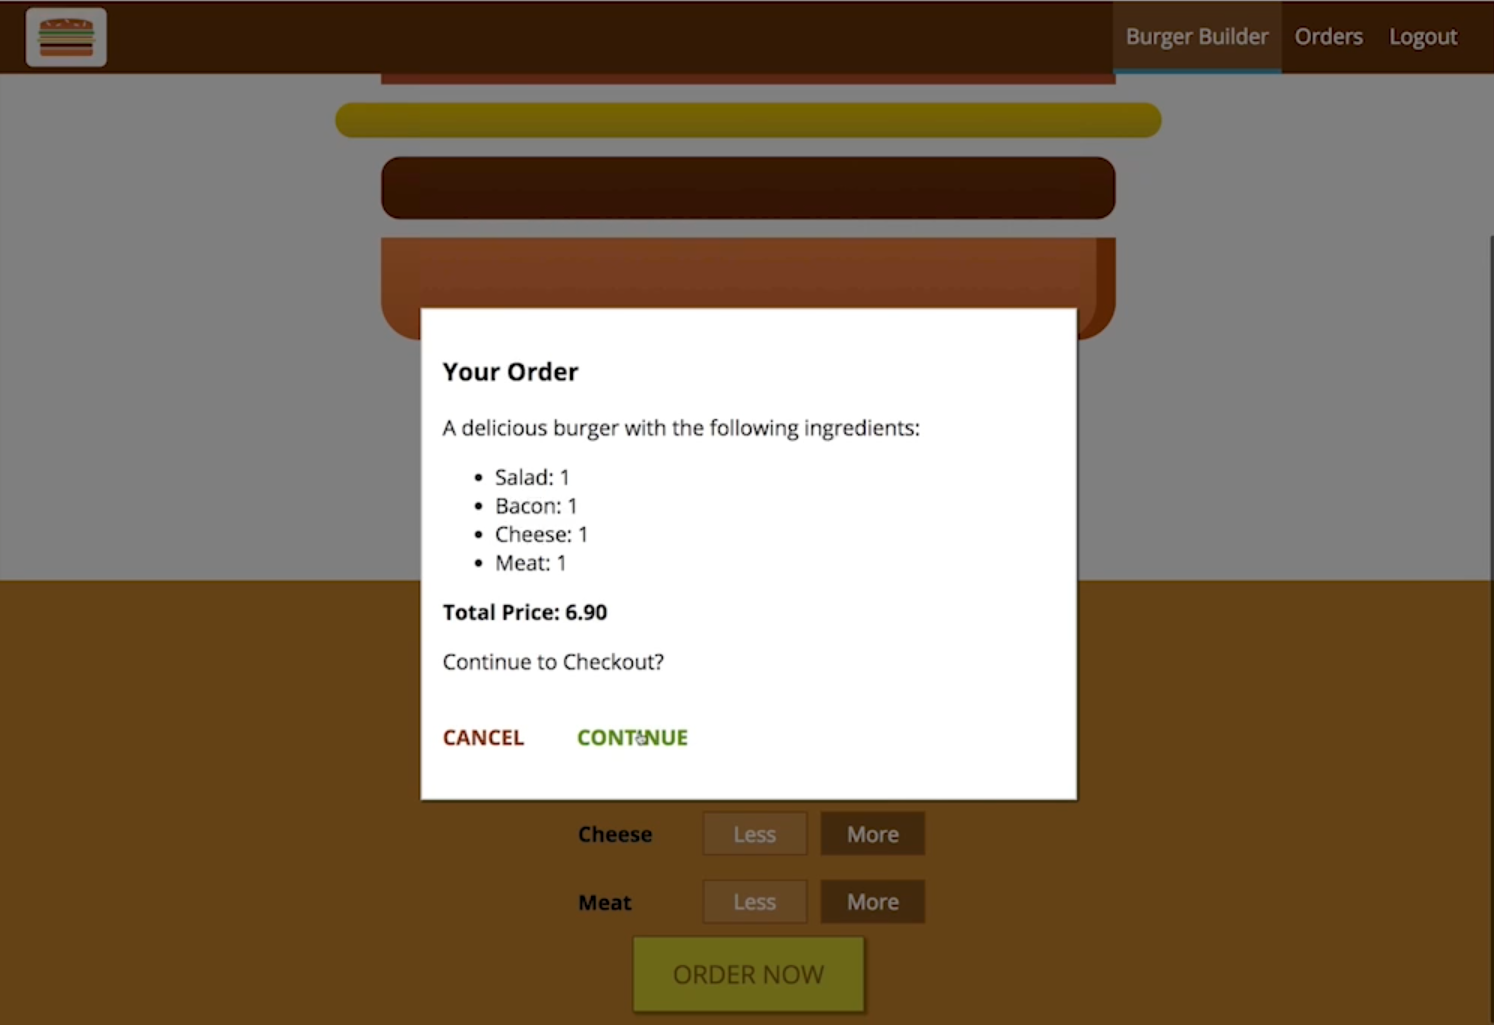 Burger Builder Orders Logout
Your Order
A delicious burger with the following ingredients:
Salad: 1
Bacon: 1
Cheese: 1
Meat: 1
Total Price: 6.90
Continue to Checkout?
CANCEL CONTINUE
Cheese Less More
Meat Less More
ORDER NOW